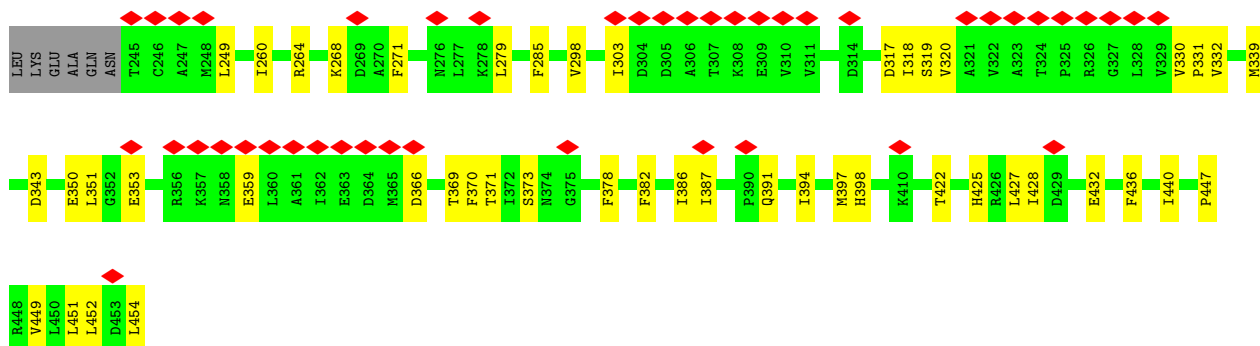 LEU LYS GLU ALA GLN ASN T245 C246 A247 M248 L249 I260 R264 K268 D269 A270 F271 N276 L277 K278 L279 F285 V298 I303 D304 D305 A306 T307 K308 E309 V310 V311 D314 D317 I318 S319 V320 A321 V322 A323 T324 P325 R326 G327 L328 V329 V330 P331 V332 M339
D343 E350 L351 G352 E353 R356 K357 N358 E359 L360 A361 I362 E363 D364 M365 D366 T369 F370 T371 I372 S373 N374 G375 F378 F382 I386 I387 P390 Q391 I394 M397 H398 K410 T422 H425 R426 L427 I428 D429 E432 F436 I440 P447
R448 V449 L450 L451 L452 D453 L454